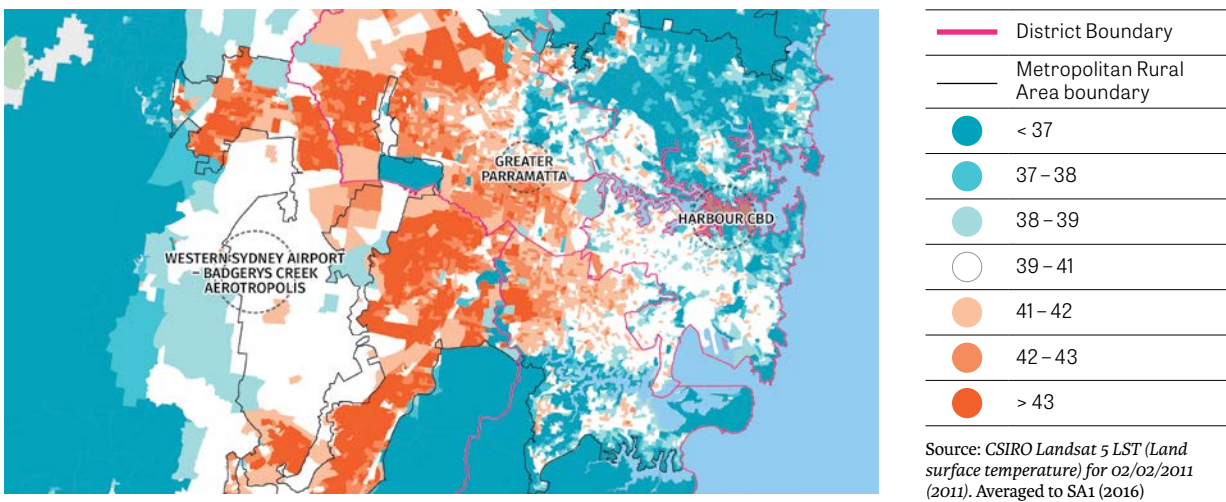 GREATER
PARRAMATTA
HARBOUR CBD
WESTERN SYDNEY AIRPORT
– BADGERYS CREEK
AEROTROPOLIS
District Boundary
Metropolitan Rural
Area boundary
< 37
37 – 38
38 – 39
39 – 41
41 – 42
42 – 43
> 43
Source: CSIRO Landsat 5 LST (Land
surface temperature) for 02/02/2011
(2011). Averaged to SA1 (2016)